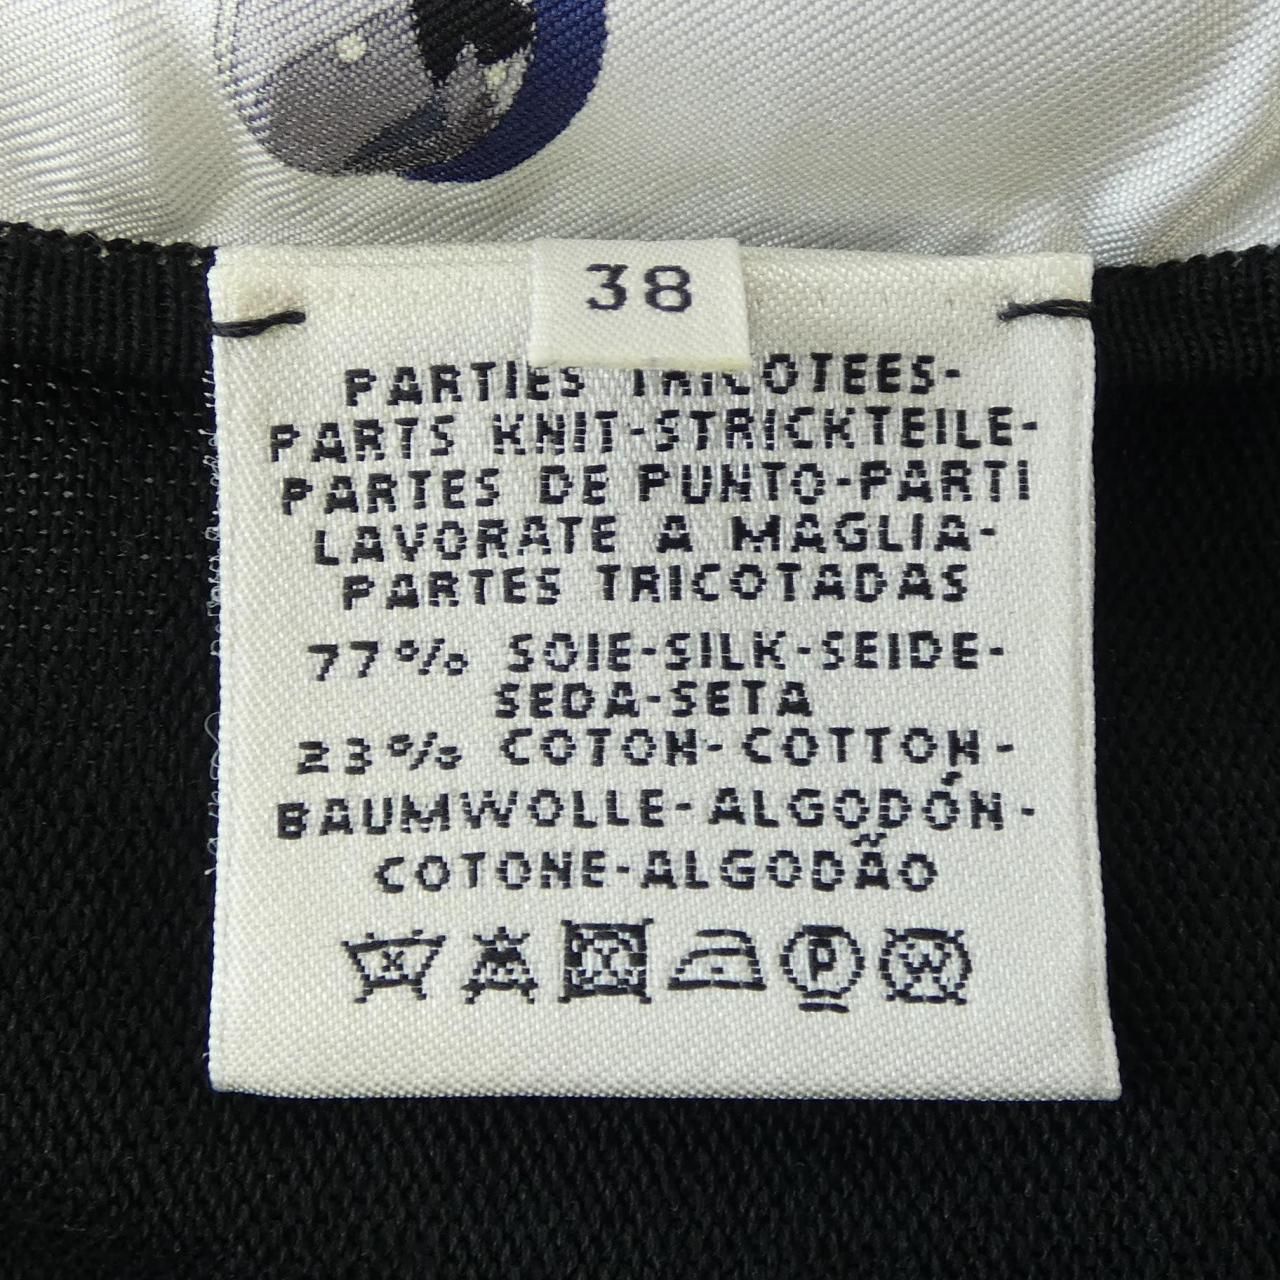 38
PARTIES TRICOTEES-
PARTS KNIT-STRICKTEILE-
PARTES DE PUNTO-PARTI
LAVORATE A MAGLIA-
PARTES TRICOTADAS
77% SOIE-SILK-SEIDE-
SEDA-SETA
23% COTON-COTTON-
BAUMWOLLE-ALGODÓN-
COTONE-ALGODÃO
P W